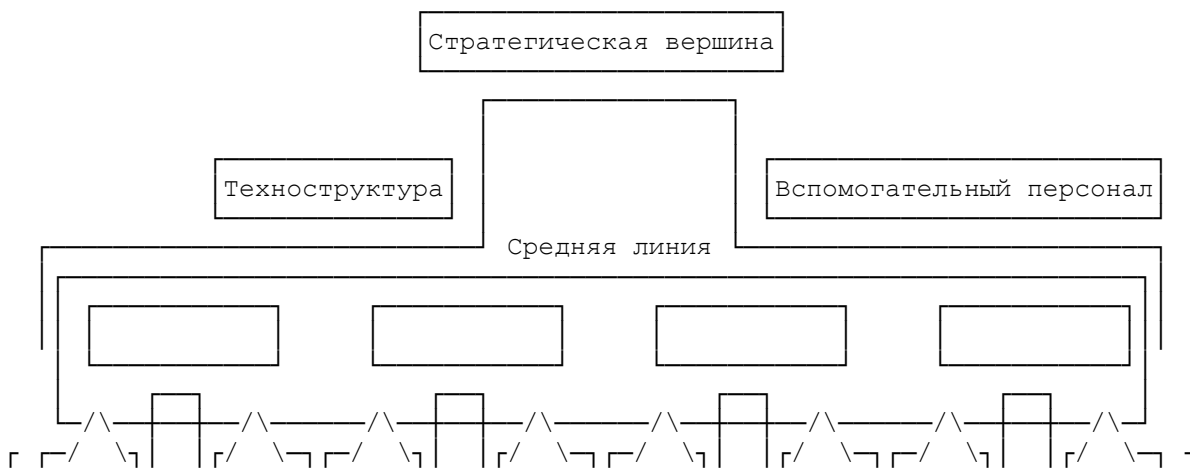 Стратегическая вершина
Техноструктура
Вспомогательный персонал
Средняя линия